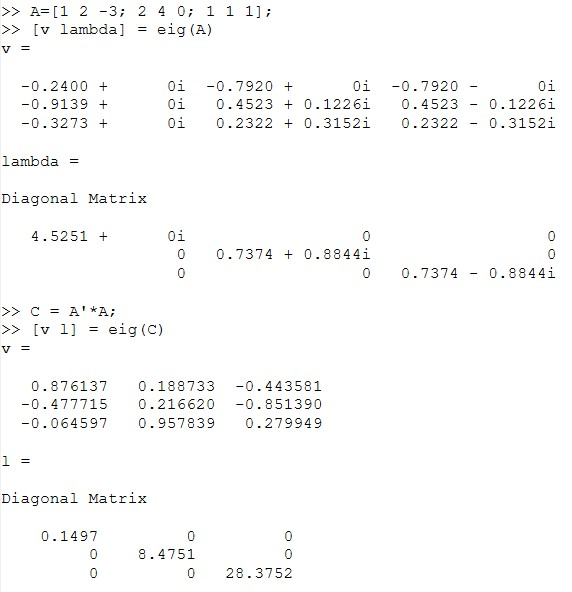 >> A=[1 2 -3; 2 4 0; 1 1 1];
>> [v lambda] = eig(A)
v =
-0.2400 + 0i -0.7920 + 0i -0.7920 - 0i
-0.9139 + 0i 0.4523 + 0.1226i 0.4523 - 0.1226i
-0.3273 + 0i 0.2322 + 0.3152i 0.2322 - 0.3152i
lambda =
Diagonal Matrix
4.5251 + 0i 0 0
0 0.7374 + 0.8844i 0
0 0 0.7374 - 0.8844i
>> C = A'*A;
>> [v l] = eig(C)
v =
0.876137 0.188733 -0.443581
-0.477715 0.216620 -0.851390
-0.064597 0.957839 0.279949
l =
Diagonal Matrix
0.1497 0 0
0 8.4751 0
0 0 28.3752